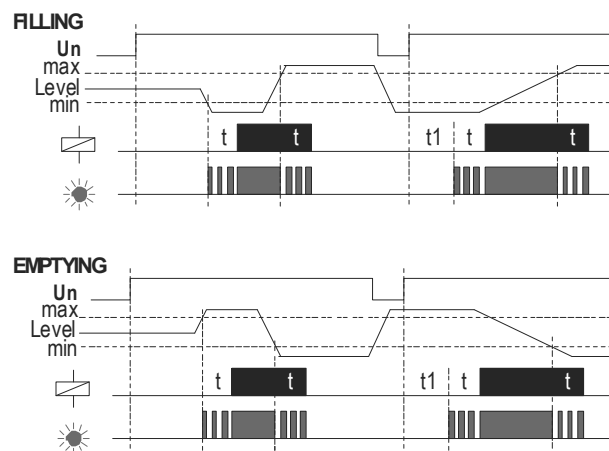 FILLING
Un
max
Level
min
t t t1 t t
EMPTYING
Un
max
Level
min
t t t1 t t